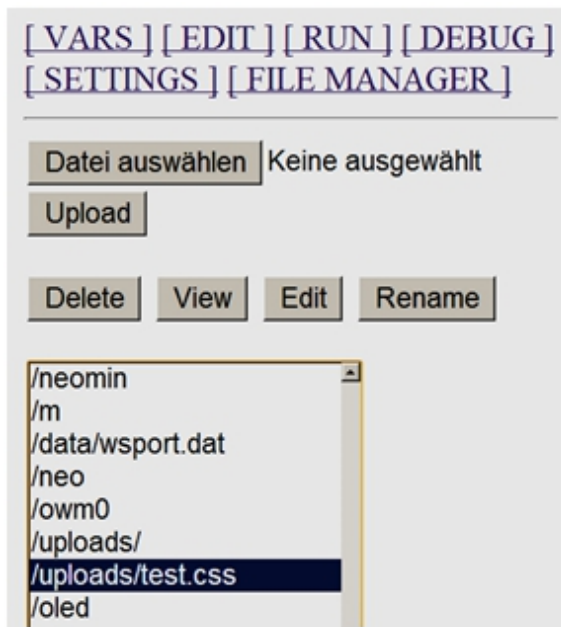 [ VARS ] [ EDIT ] [ RUN ] [ DEBUG ]
[ SETTINGS ] [ FILE MANAGER ]
Datei auswählen Keine ausgewählt
Upload
Delete View Edit Rename
/neomin
/m
/data/wsport.dat
/neo
/owm0
/uploads/
/uploads/test.css
/oled